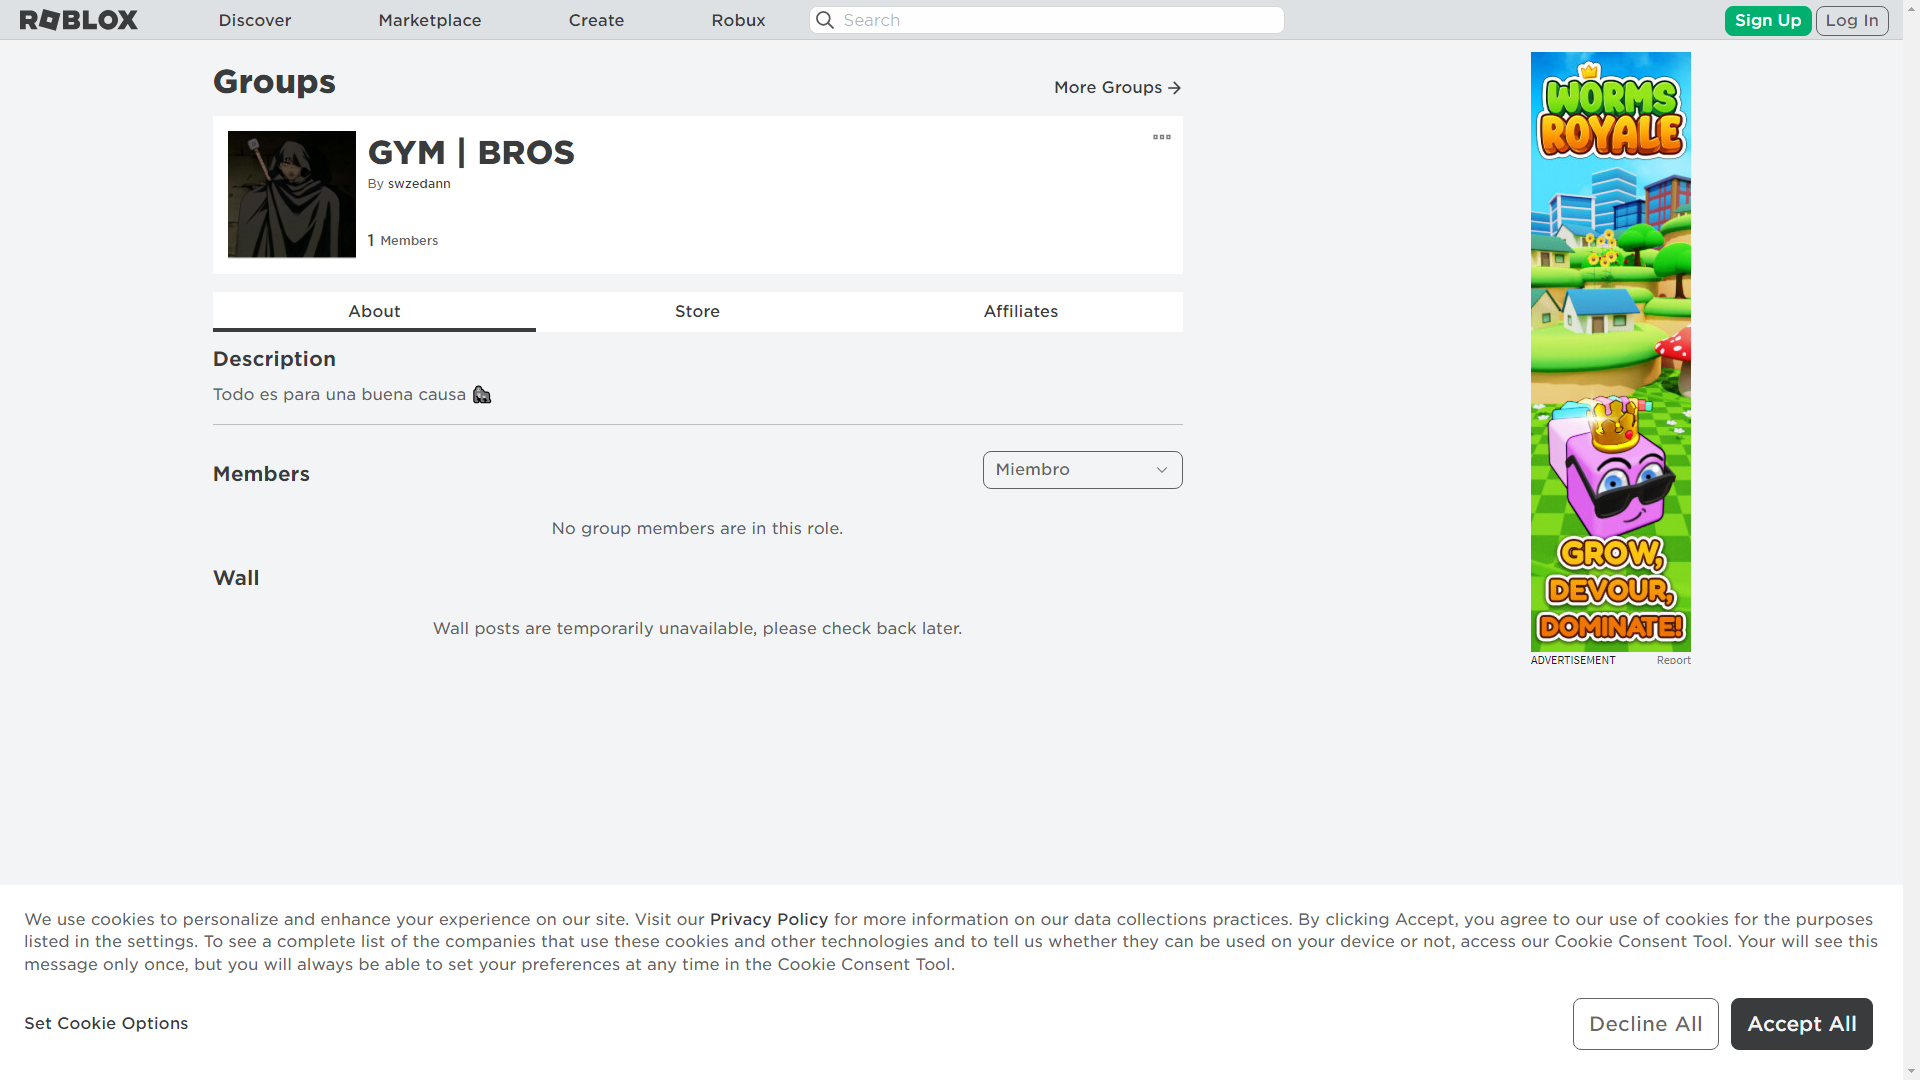 ROBLOX
Discover
Marketplace
Create
Robux
Search
Sign Up
Log In
Groups
More Groups
GYM | BROS
By swzedann
1 Members
About
Store
Affiliates
Description
Todo es para una buena causa 🦍
Members
Miembro
No group members are in this role.
Wall
Wall posts are temporarily unavailable, please check back later.
WORMS
ROYALE
GROW,
DEVOUR,
DOMINATE!
ADVERTISEMENT
Report
We use cookies to personalize and enhance your experience on our site. Visit our Privacy Policy for more information on our data collections practices. By clicking Accept, you agree to our use of cookies for the purposes
listed in the settings. To see a complete list of the companies that use these cookies and other technologies and to tell us whether they can be used on your device or not, access our Cookie Consent Tool. Your will see this
message only once, but you will always be able to set your preferences at any time in the Cookie Consent Tool.
Set Cookie Options
Decline All
Accept All